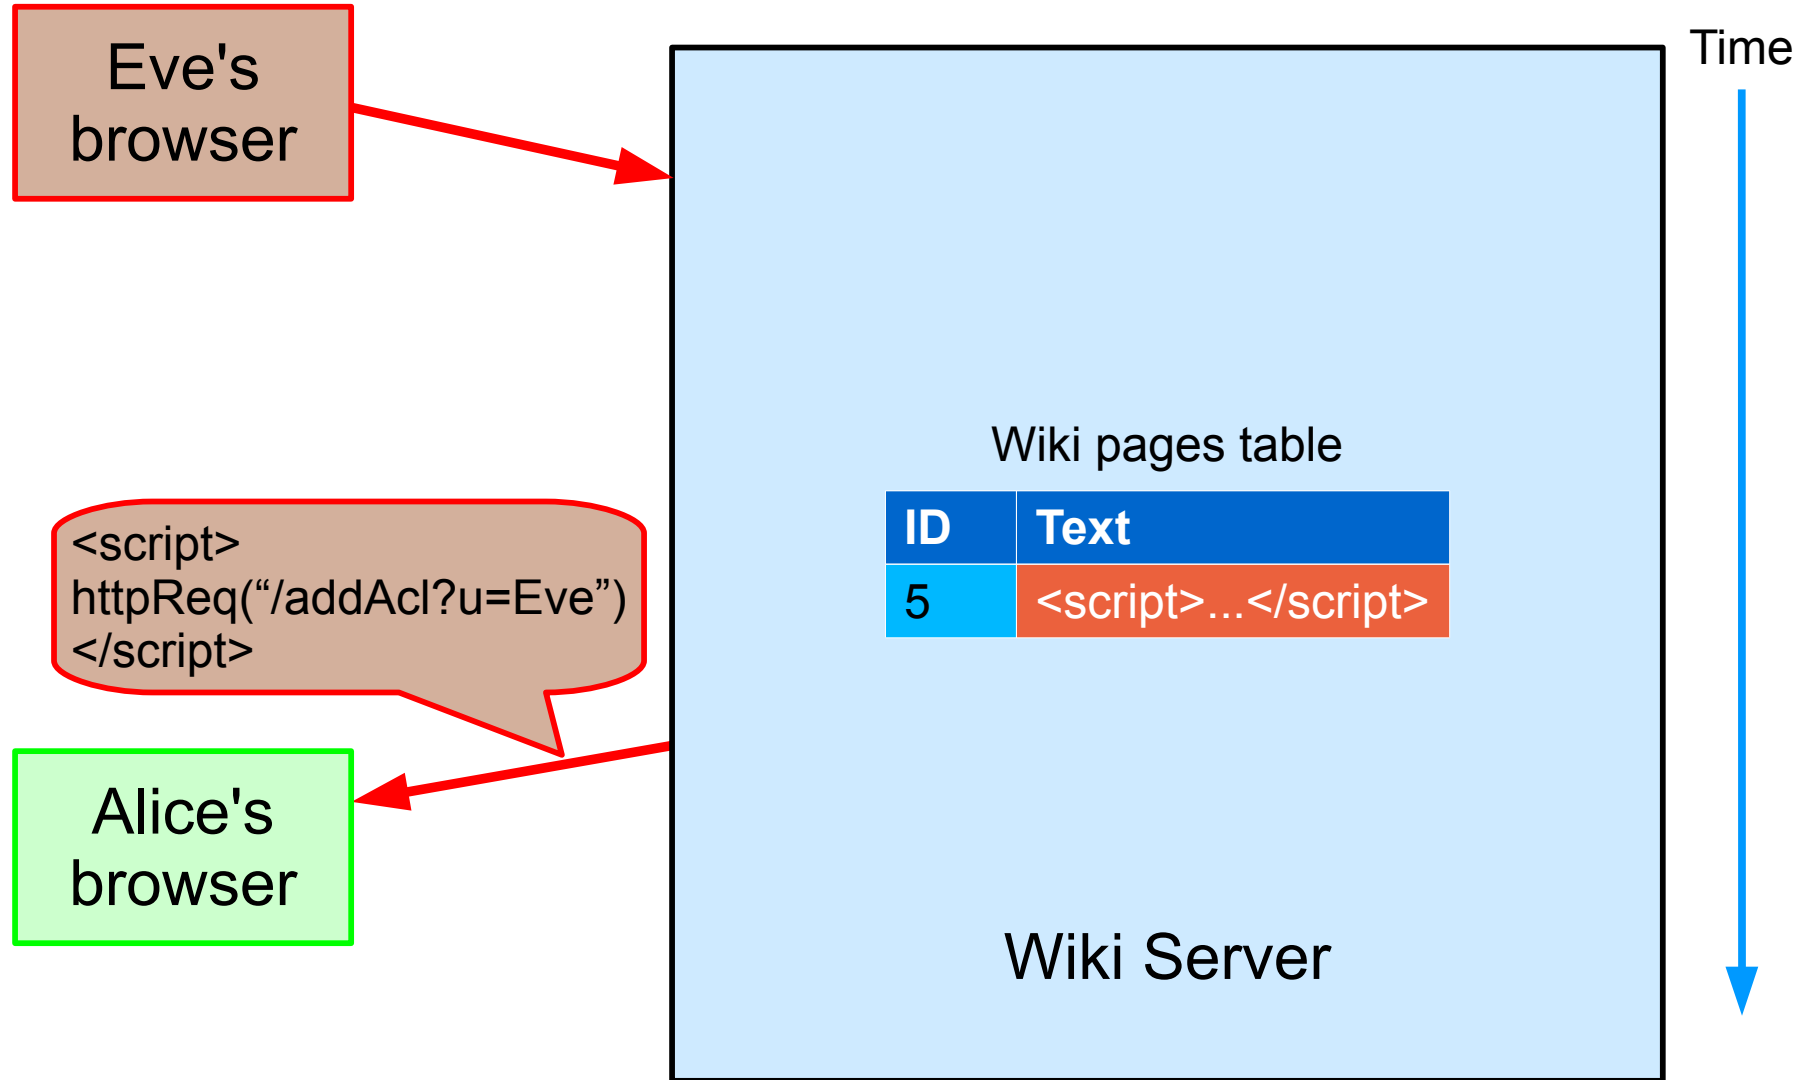 Eve's
browser
Time
Wiki pages table
ID Text
5 <script>...</script>
<script>
httpReq(“/addAcl?u=Eve”)
</script>
Alice's
browser
Wiki Server